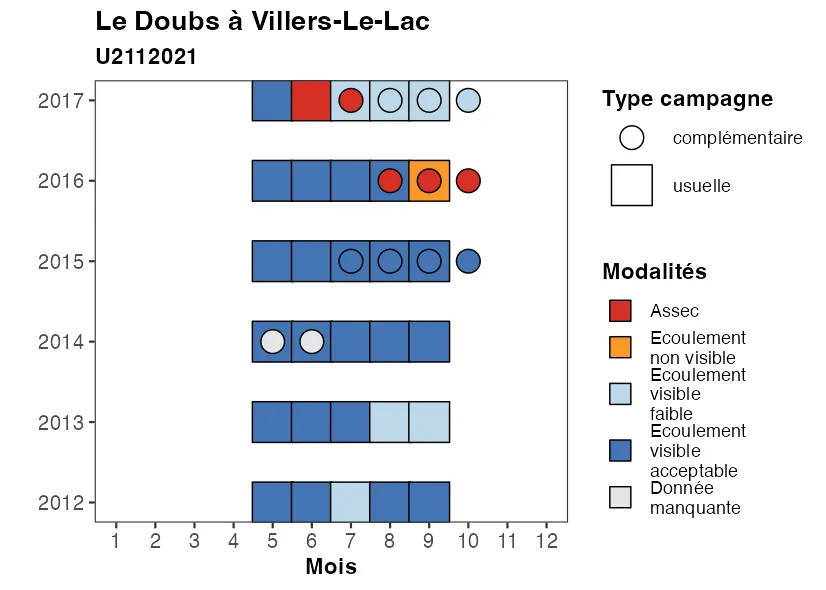 Le Doubs à Villers-Le-Lac
U2112021
2017
2016
2015
2014
2013
2012
1 2 3 4 5 6 7 8 9 10 11 12
Mois
Type campagne
complémentaire
usuelle
Modalités
Assec
Ecoulement
non visible
Ecoulement
visible
faible
Ecoulement
visible
acceptable
Donnée
manquante